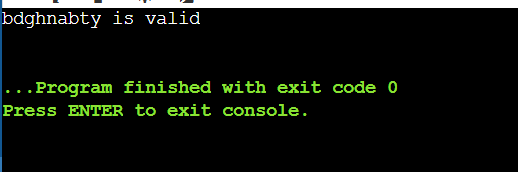 bdghnabty is valid
...Program finished with exit code 0
Press ENTER to exit console.